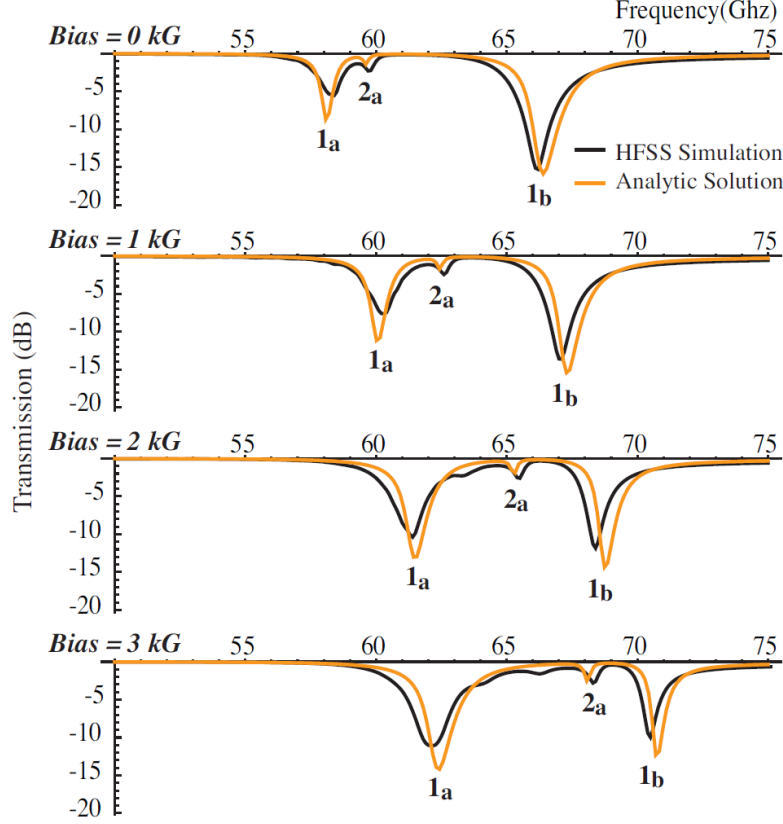 Frequency(Ghz)
Bias = 0 kG
55 60 65 70 75
-5
-10
-15
-20
1a
2a
1b
HFSS Simulation
Analytic Solution
Bias = 1 kG
55 60 65 70 75
-5
-10
-15
-20
1a
2a
1b
Transmission (dB)
Bias = 2 kG
55 60 65 70 75
-5
-10
-15
-20
1a
2a
1b
Bias = 3 kG
55 60 65 70 75
-5
-10
-15
-20
1a
2a
1b